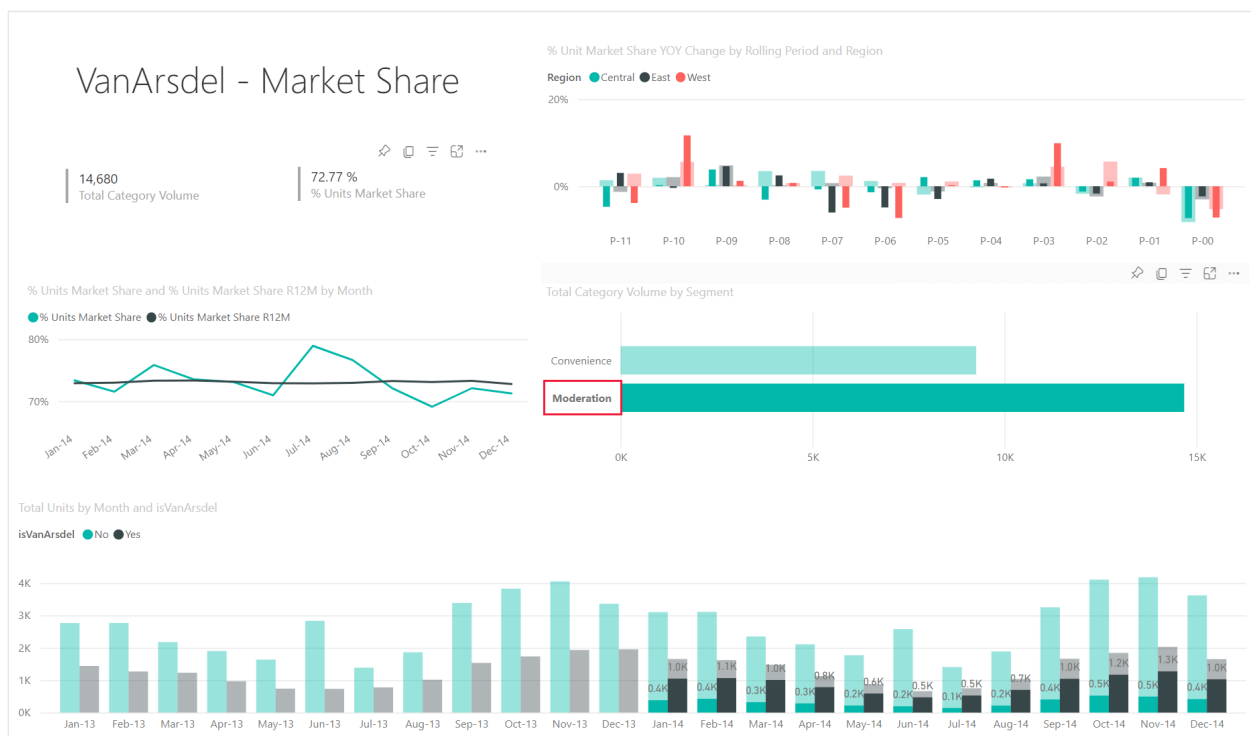 VanArsdel - Market Share
14,680
Total Category Volume
72.77 %
% Units Market Share
% Unit Market Share YOY Change by Rolling Period and Region
Region Central East West
20%
0%
P-11 P-10 P-09 P-08 P-07 P-06 P-05 P-04 P-03 P-02 P-01 P-00
% Units Market Share and % Units Market Share R12M by Month
% Units Market Share % Units Market Share R12M
80%
70%
Jan-14 Feb-14 Mar-14 Apr-14 May-14 Jun-14 Jul-14 Aug-14 Sep-14 Oct-14 Nov-14 Dec-14
Total Category Volume by Segment
Convenience
Moderation
0K 5K 10K 15K
Total Units by Month and isVanArsdel
isVanArsdel No Yes
4K
3K
2K
1K
0K
1.0K 1.1K 1.0K 0.8K 0.6K 0.5K 0.5K 0.7K 1.0K 1.2K 1.3K 1.0K
0.4K 0.4K 0.3K 0.3K 0.2K 0.2K 0.1K 0.2K 0.4K 0.5K 0.5K 0.4K
Jan-13 Feb-13 Mar-13 Apr-13 May-13 Jun-13 Jul-13 Aug-13 Sep-13 Oct-13 Nov-13 Dec-13 Jan-14 Feb-14 Mar-14 Apr-14 May-14 Jun-14 Jul-14 Aug-14 Sep-14 Oct-14 Nov-14 Dec-14